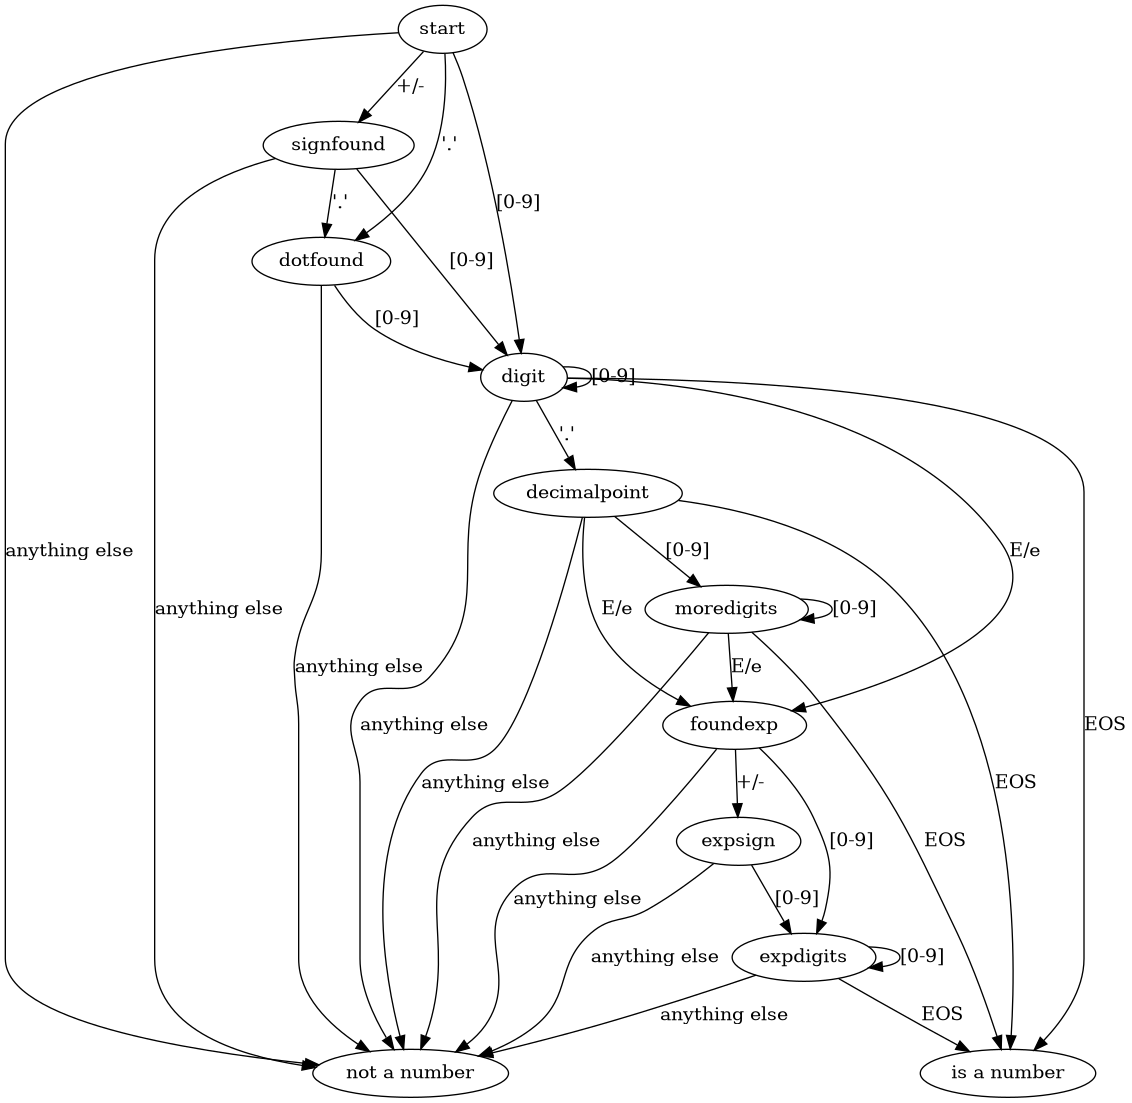 start
+/-
signfound
'.'
'.'
[0-9]
dotfound
[0-9]
[0-9]
digit
[0-9]
'.'
decimalpoint
[0-9]
E/e
anything else
anything else
E/e
moredigits
[0-9]
anything else
E/e
anything else
foundexp
EOS
anything else
+/-
EOS
anything else
expsign
[0-9]
EOS
anything else
[0-9]
anything else
expdigits
[0-9]
anything else
EOS
not a number
is a number